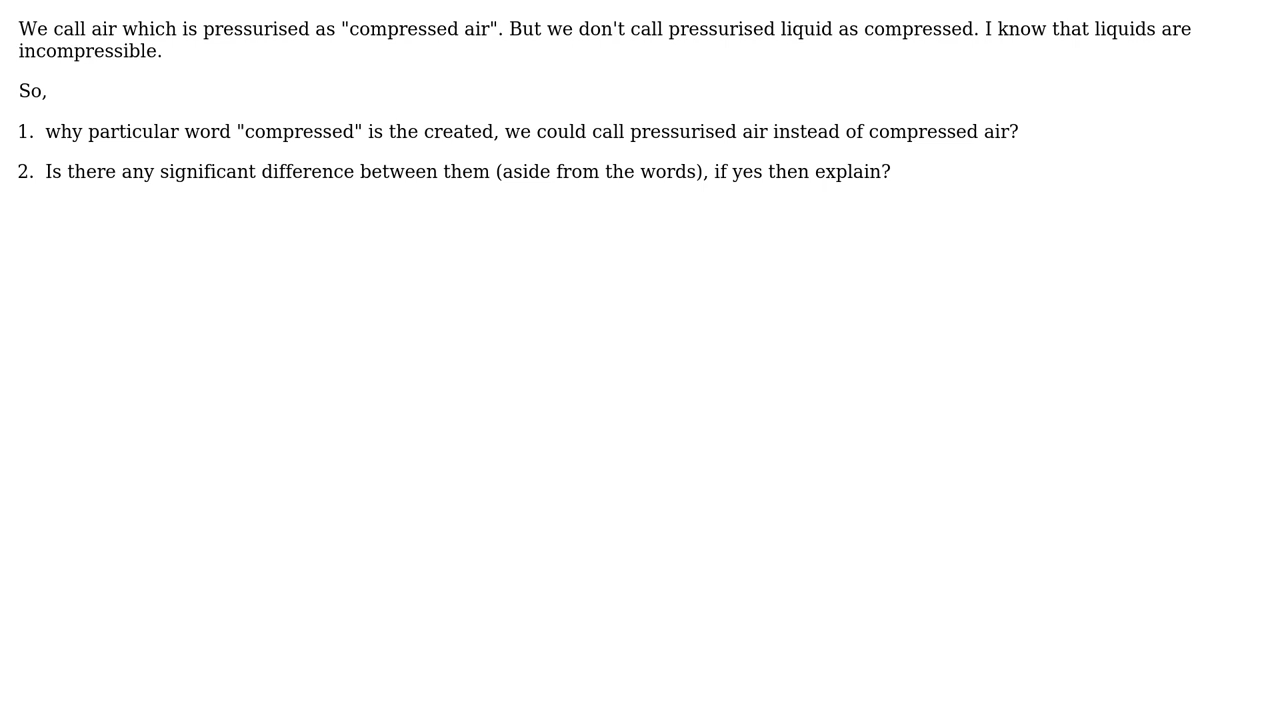 We call air which is pressurised as "compressed air". But we don't call pressurised liquid as compressed. I know that liquids are
incompressible.
So,
1. why particular word "compressed" is the created, we could call pressurised air instead of compressed air?
2. Is there any significant difference between them (aside from the words), if yes then explain?